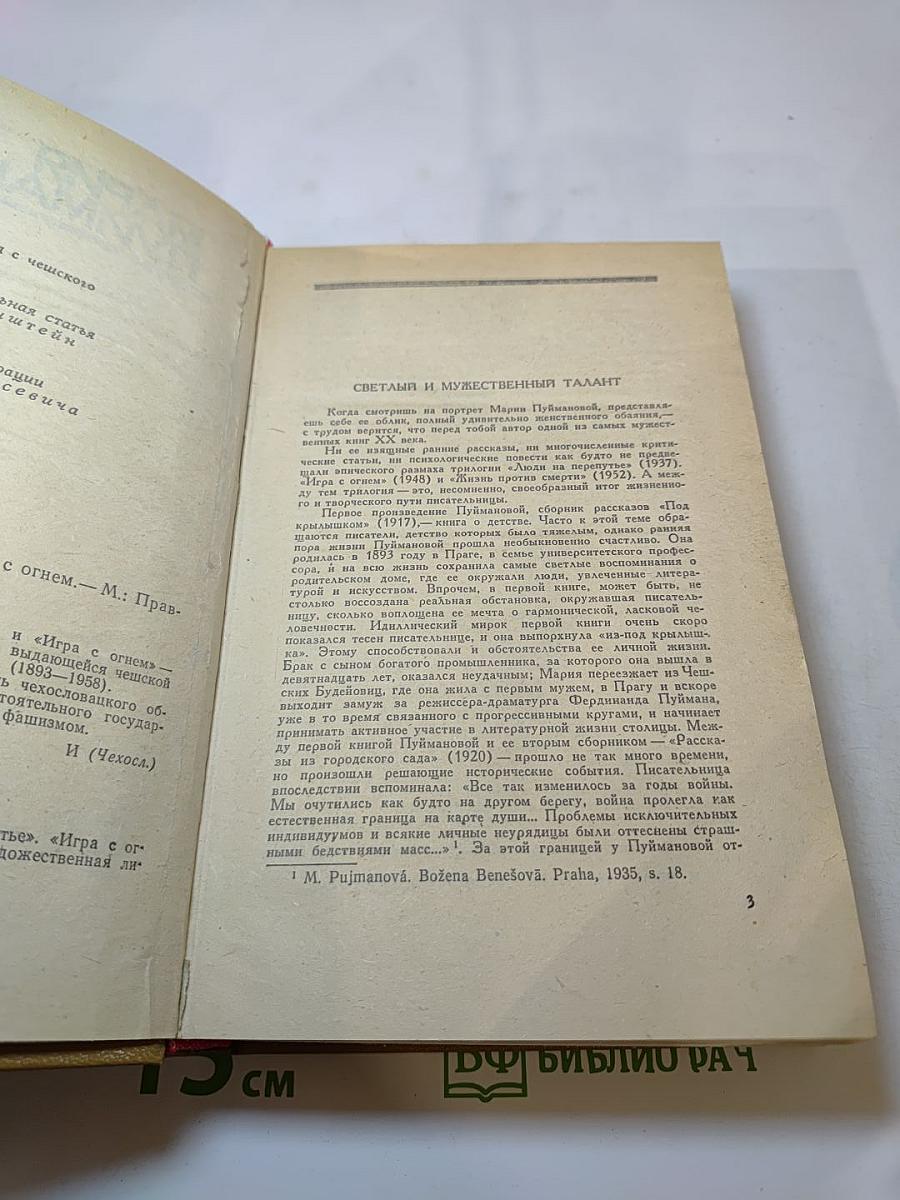 с чешского
ьная статья
нштейн
рации
севича
с огнем.— М.: Прав-
и «Игра с огнем» —
выдающейся чешской
(1893—1958).
ь чехословацкого об-
тоятельного государ-
фашизмом.
И (Чехосл.)
тье». «Игра с ог-
дожественная ли-
СВЕТЛЫЙ И МУЖЕСТВЕННЫЙ ТАЛАНТ
Когда смотришь на портрет Марии Пуймановой, представля-
ешь себе ее облик, полный удивительно женственного обаяния,—
с трудом верится, что перед тобой автор одной из самых мужест-
венных книг XX века.
Ни ее изящные ранние рассказы, ни многочисленные крити-
ческие статьи, ни психологические повести как будто не предве-
щали эпического размаха трилогии «Люди на перепутье» (1937).
«Игра с огнем» (1948) и «Жизнь против смерти» (1952). А меж-
ду тем трилогия — это, несомненно, своеобразный итог жизненно-
го и творческого пути писательницы.
Первое произведение Пуймановой, сборник рассказов «Под
крылышком» (1917),— книга о детстве. Часто к этой теме обра-
щаются писатели, детство которых было тяжелым, однако ранняя
пора жизни Пуймановой прошла необыкновенно счастливо. Она
родилась в 1893 году в Праге, в семье университетского профес-
сора, и на всю жизнь сохранила самые светлые воспоминания о
родительском доме, где ее окружали люди, увлеченные литера-
турой и искусством. Впрочем, в первой книге, может быть, не
столько воссоздана реальная обстановка, окружавшая писатель-
ницу, сколько воплощена ее мечта о гармонической, ласковой че-
ловечности. Идиллический мирок первой книги очень скоро
показался тесен писательнице, и она выпорхнула «из-под крылыш-
ка». Этому способствовали и обстоятельства ее личной жизни.
Брак с сыном богатого промышленника, за которого она вышла в
девятнадцать лет, оказался неудачным; Мария переезжает из Чеш-
ских Будейовиц, где она жила с первым мужем, в Прагу и вскоре
выходит замуж за режиссера-драматурга Фердинанда Пуймана,
уже в то время связанного с прогрессивными кругами, и начинает
принимать активное участие в литературной жизни столицы. Меж-
ду первой книгой Пуймановой и ее вторым сборником — «Расска-
зы из городского сада» (1920) — прошло не так много времени,
но произошли решающие исторические события. Писательница
впоследствии вспоминала: «Все так изменилось за годы войны.
Мы очутились как будто на другом берегу, война пролегла как
естественная граница на карте души... Проблемы исключительных
индивидуумов и всякие личные неурядицы были оттеснены страш-
ными бедствиями масс...» ¹. За этой границей у Пуймановой от-
¹ M. Pujmanová. Božena Benešová. Praha, 1935, s. 18.
3
15 см
БФ БИБЛИО РАЧ